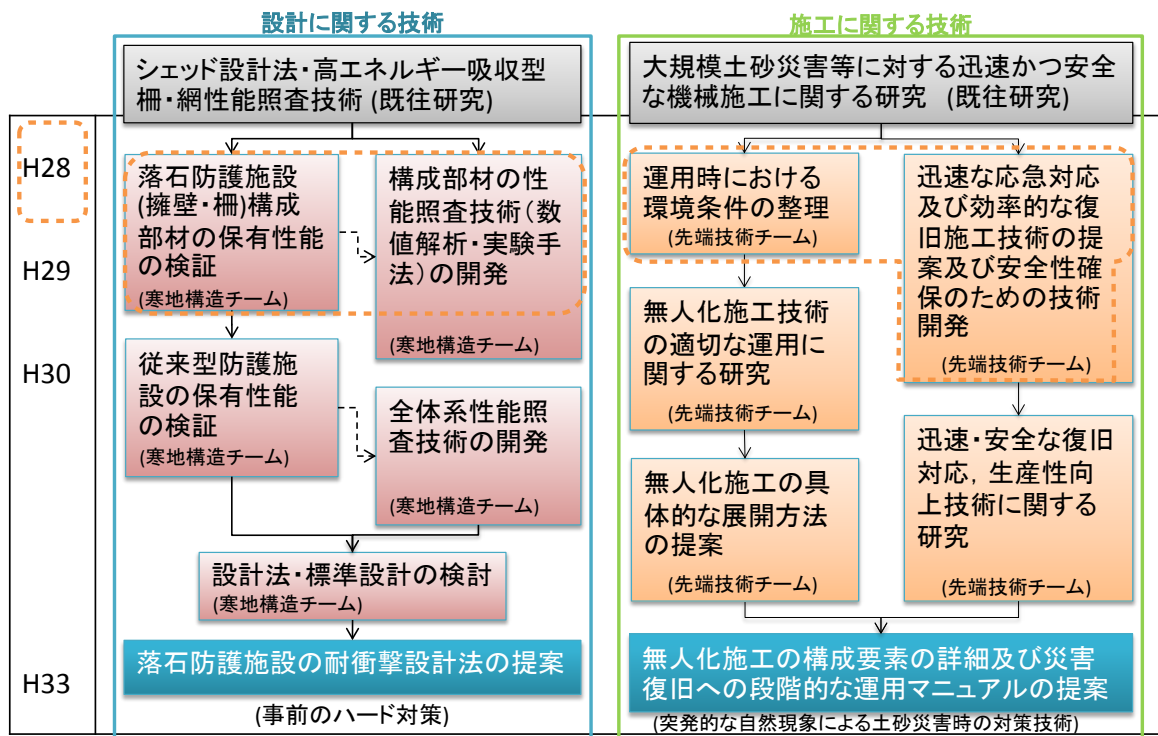 設計に関する技術
シェッド設計法・高エネルギー吸収型
柵・網性能照査技術 (既往研究)
H28
H29
H30
H33
落石防護施設
(擁壁・柵)構成
部材の保有性能
の検証
(寒地構造チーム)
構成部材の性
能照査技術(数
値解析・実験手
法)の開発
(寒地構造チーム)
従来型防護施
設の保有性能
の検証
(寒地構造チーム)
全体系性能照
査技術の開発
(寒地構造チーム)
設計法・標準設計の検討
(寒地構造チーム)
落石防護施設の耐衝撃設計法の提案
(事前のハード対策)
施工に関する技術
大規模土砂災害等に対する迅速かつ安全
な機械施工に関する研究 (既往研究)
運用時における
環境条件の整理
(先端技術チーム)
迅速な応急対応
及び効率的な復
旧施工技術の提
案及び安全性確
保のための技術
開発
(先端技術チーム)
無人化施工技術
の適切な運用に
関する研究
(先端技術チーム)
無人化施工の具
体的な展開方法
の提案
(先端技術チーム)
迅速・安全な復旧
対応，生産性向
上技術に関する
研究
(先端技術チーム)
無人化施工の構成要素の詳細及び災害
復旧への段階的な運用マニュアルの提案
(突発的な自然現象による土砂災害時の対策技術)